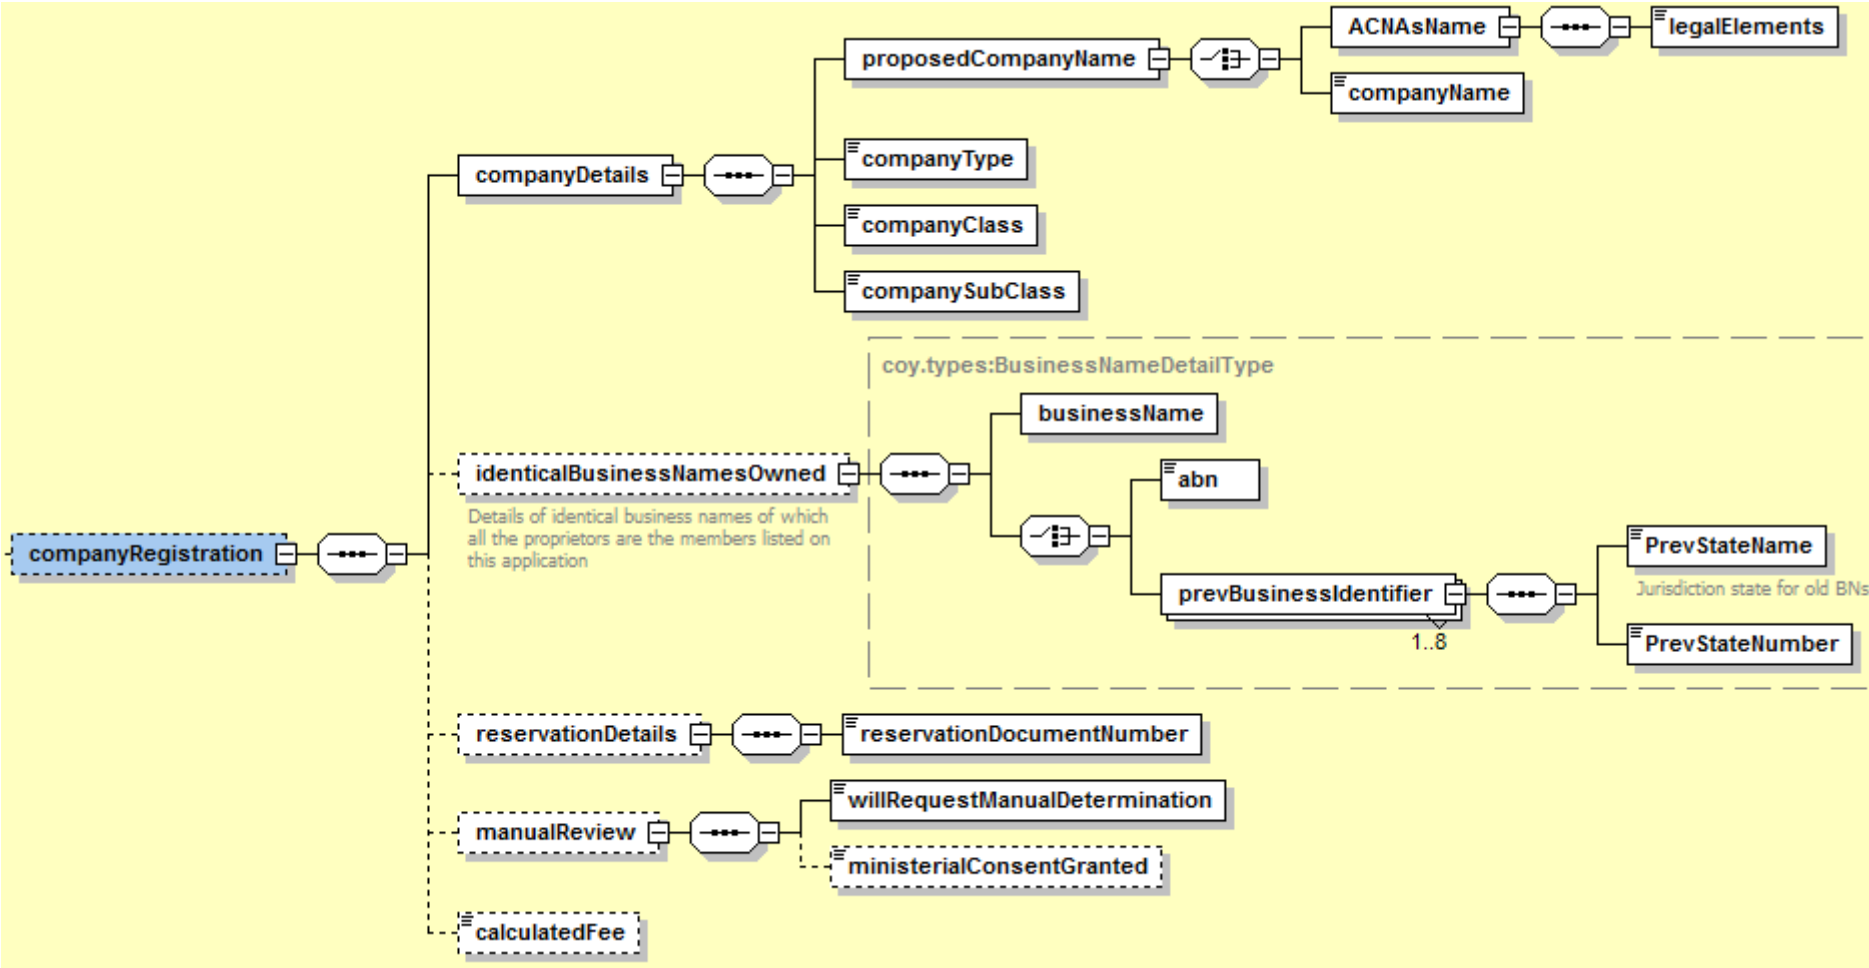 ACNAsName
legalElements
proposedCompanyName
companyName
companyType
companyDetails
companyClass
companySubClass
coy.types:BusinessNameDetailType
businessName
identicalBusinessNamesOwned
abn
Details of identical business names of which
all the proprietors are the members listed on
this application
companyRegistration
PrevStateName
Jurisdiction state for old BNs
prevBusinessIdentifier
1..8
PrevStateNumber
reservationDetails
reservationDocumentNumber
willRequestManualDetermination
manualReview
ministerialConsentGranted
calculatedFee